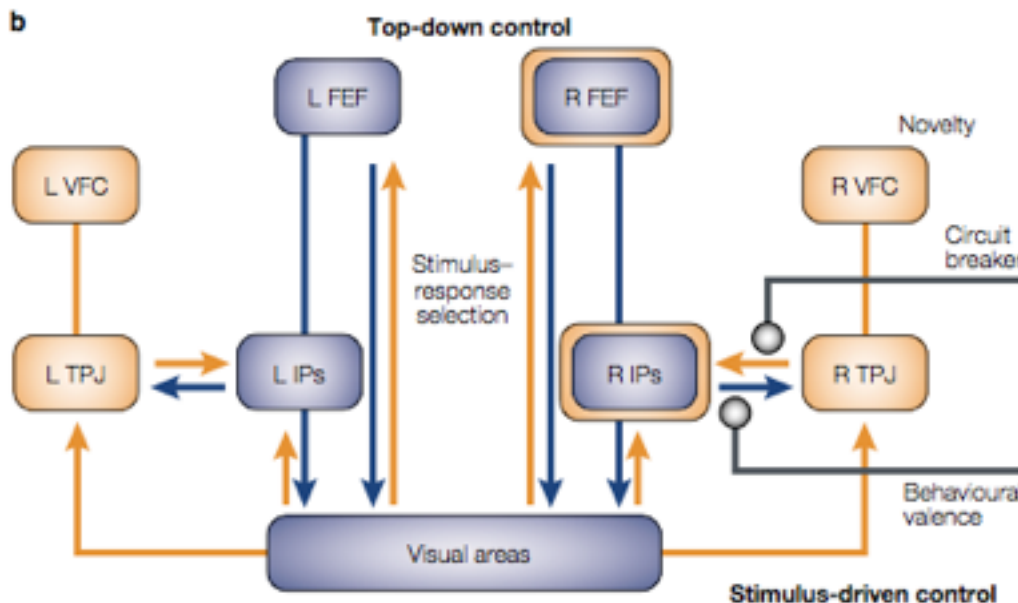 b
Top-down control
L FEF
R FEF
Novelty
L VFC
R VFC
Circuit
breaker
Stimulus–
response
selection
L TPJ
L IPs
R IPs
R TPJ
Behavioura
valence
Visual areas
Stimulus-driven control